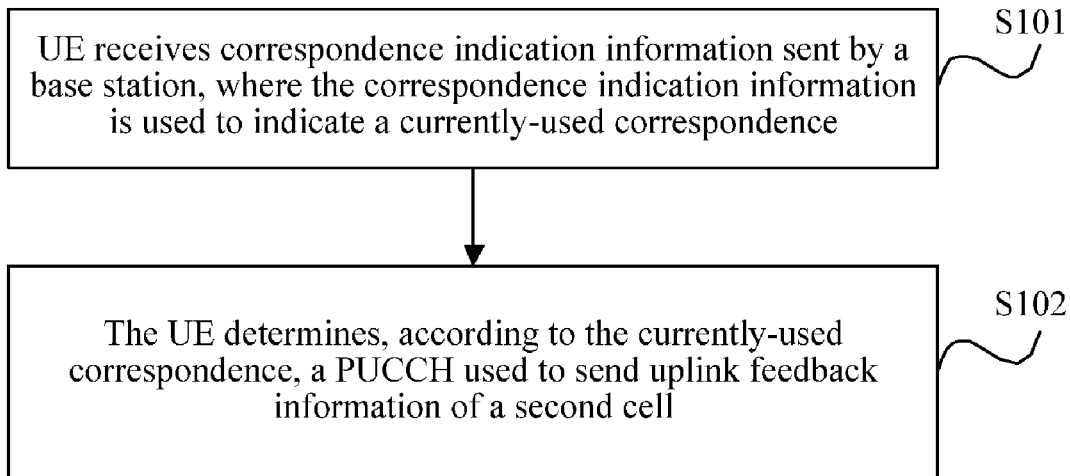 S101
UE receives correspondence indication information sent by a
base station, where the correspondence indication information
is used to indicate a currently-used correspondence
S102
The UE determines, according to the currently-used
correspondence, a PUCCH used to send uplink feedback
information of a second cell